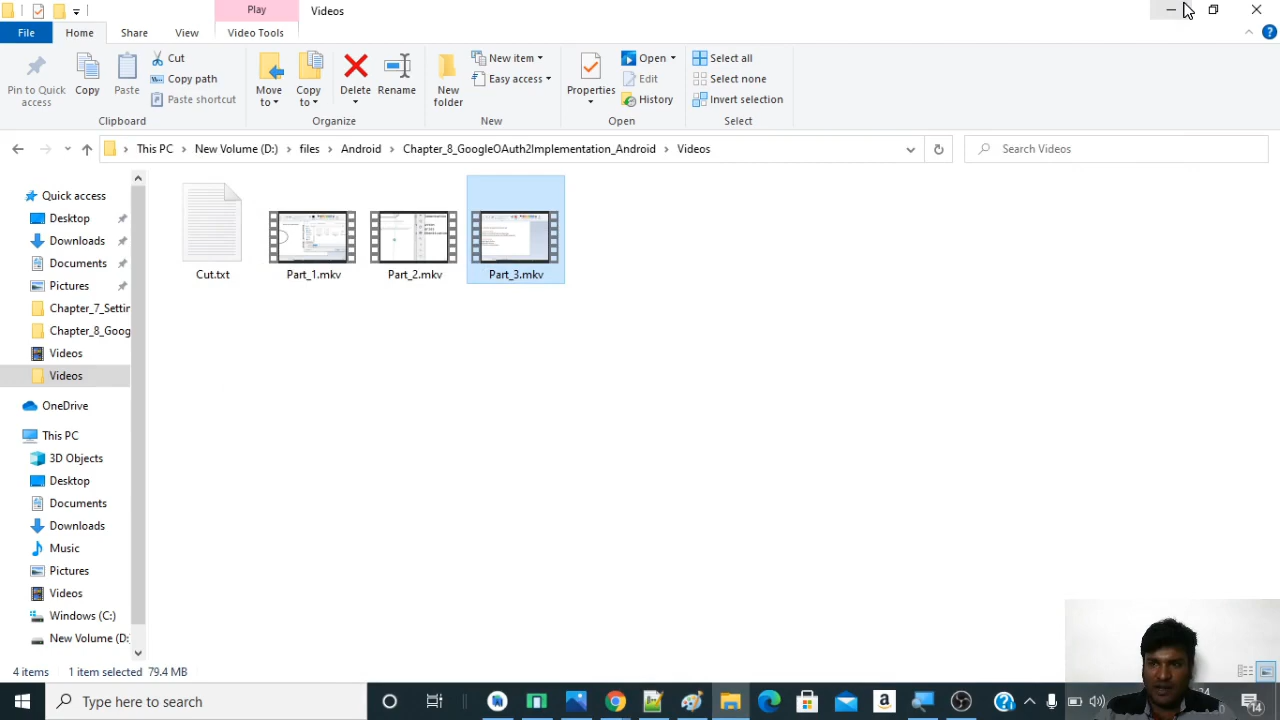 Play
Videos
File
Home
Share
View
Video Tools
Pin to Quick access
Copy
Paste
Cut
Copy path
Paste shortcut
Clipboard
Move to
Copy to
Delete
Rename
Organize
New folder
New item
Easy access
New
Properties
Open
Edit
History
Open
Select all
Select none
Invert selection
Select
This PC
New Volume (D:)
files
Android
Chapter_8_GoogleOAuth2Implementation_Android
Videos
Search Videos
Quick access
Desktop
Downloads
Documents
Pictures
Chapter_7_Settin
Chapter_8_Goog
Videos
Videos
OneDrive
This PC
3D Objects
Desktop
Documents
Downloads
Music
Pictures
Videos
Windows (C:)
New Volume (D:
Cut.txt
Part_1.mkv
Part_2.mkv
Part_3.mkv
4 items
1 item selected
79.4 MB
Type here to search
14